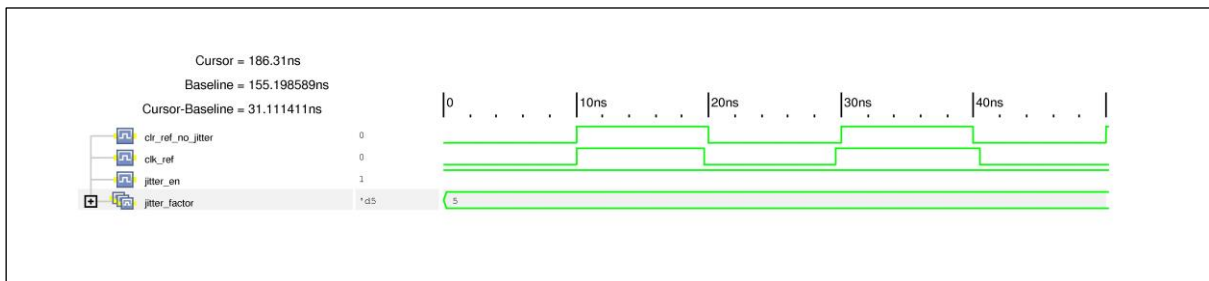 Cursor = 186.31ns
Baseline = 155.198589ns
Cursor-Baseline = 31.111411ns
0 10ns 20ns 30ns 40ns
clr_ref_no_jitter 0
clk_ref 0
jitter_en 1
jitter_factor *d5 5